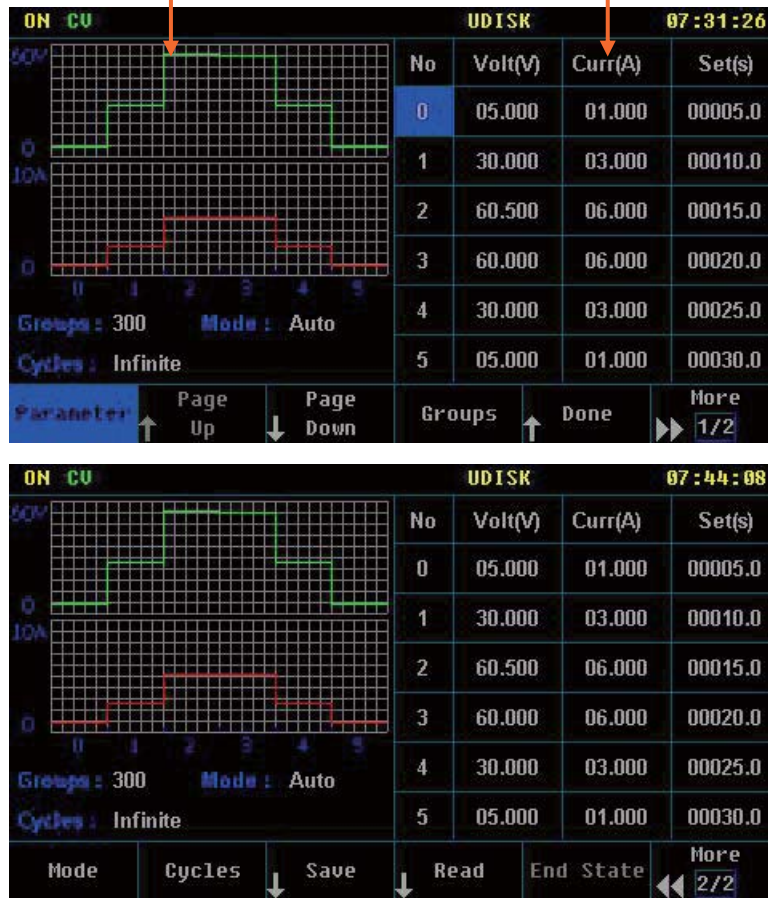 ON CV UDISK 07:31:26
60V
0
10A
0
0 1 2 3 4 5
Groups : 300 Mode : Auto
Cycles : Infinite
No Volt(V) Curr(A) Set(s)
0 05.000 01.000 00005.0
1 30.000 03.000 00010.0
2 60.500 06.000 00015.0
3 60.000 06.000 00020.0
4 30.000 03.000 00025.0
5 05.000 01.000 00030.0
Parameter Page Up Page Down Groups Done More 1/2
ON CV UDISK 07:44:08
60V
0
10A
0
0 1 2 3 4 5
Groups : 300 Mode : Auto
Cycles : Infinite
No Volt(V) Curr(A) Set(s)
0 05.000 01.000 00005.0
1 30.000 03.000 00010.0
2 60.500 06.000 00015.0
3 60.000 06.000 00020.0
4 30.000 03.000 00025.0
5 05.000 01.000 00030.0
Mode Cycles Save Read End State More 2/2